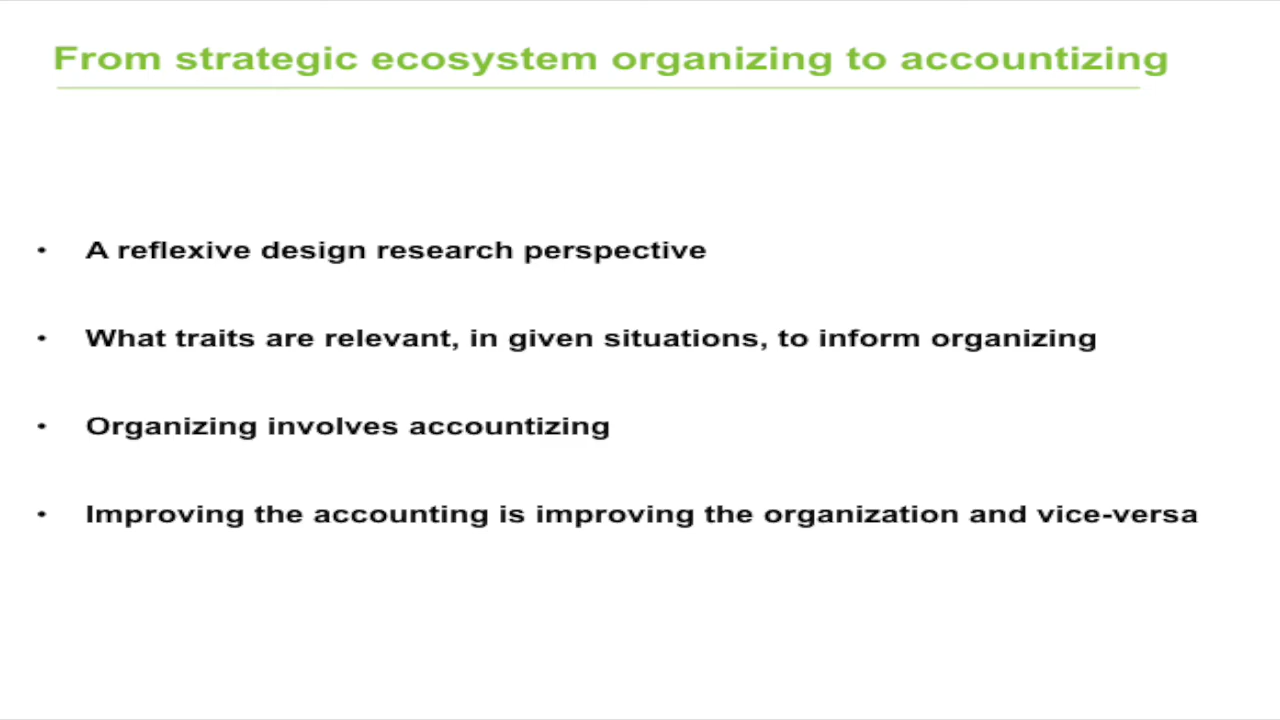 From strategic ecosystem organizing to accountizing
• A reflexive design research perspective
• What traits are relevant, in given situations, to inform organizing
• Organizing involves accountizing
• Improving the accounting is improving the organization and vice-versa